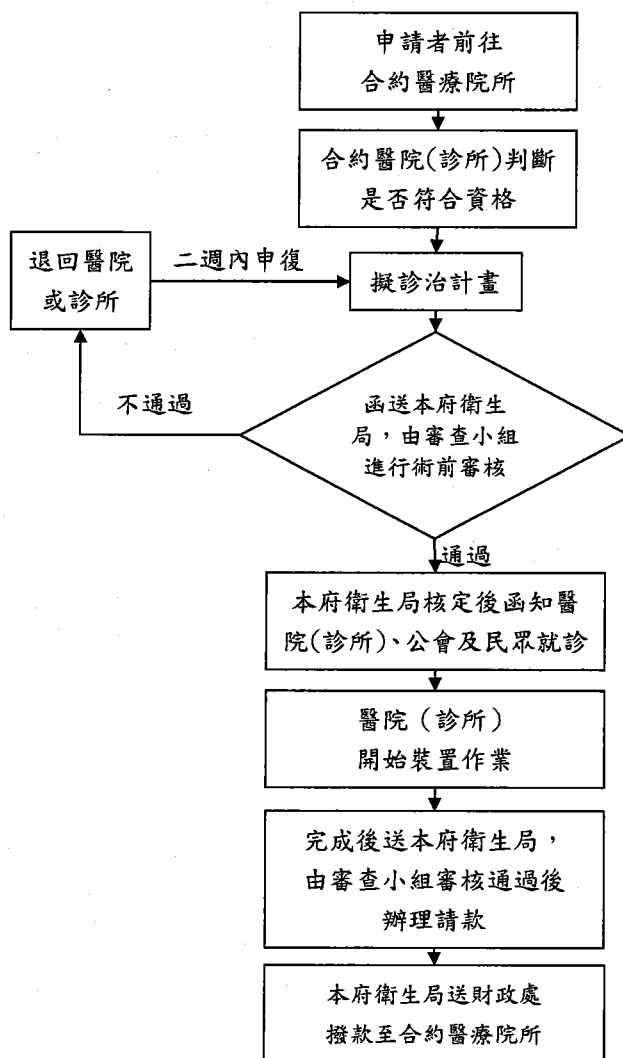 申請者前往
合約醫療院所
合約醫院(診所)判斷
是否符合資格
退回醫院
或診所
二週內申復
擬診治計畫
不通過
函送本府衛生
局，由審查小組
進行術前審核
通過
本府衛生局核定後函知醫
院(診所)、公會及民眾就診
醫院（診所）
開始裝置作業
完成後送本府衛生局，
由審查小組審核通過後
辦理請款
本府衛生局送財政處
撥款至合約醫療院所